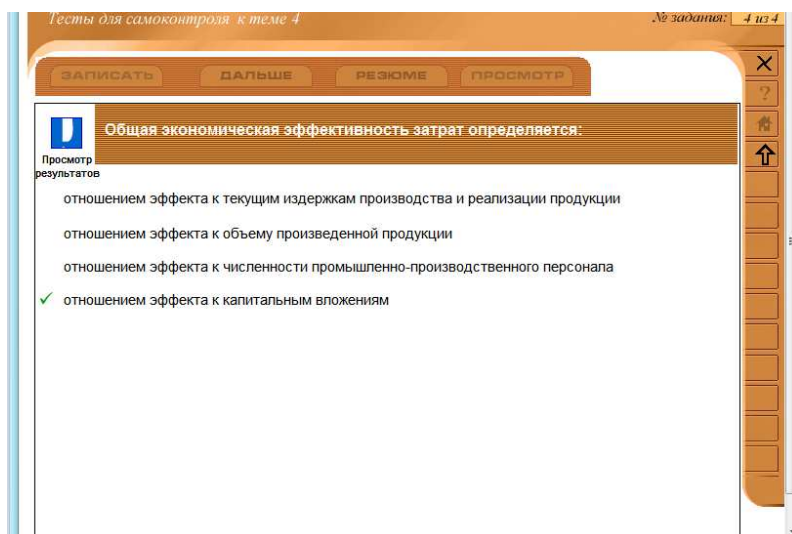 Тесты для самоконтроля к теме 4
№ задания: 4 из 4
ЗАПИСАТЬ ДАЛЬШЕ РЕЗЮМЕ ПРОСМОТР
Общая экономическая эффективность затрат определяется:
Просмотр
результатов
отношением эффекта к текущим издержкам производства и реализации продукции
отношением эффекта к объему произведенной продукции
отношением эффекта к численности промышленно-производственного персонала
отношением эффекта к капитальным вложениям